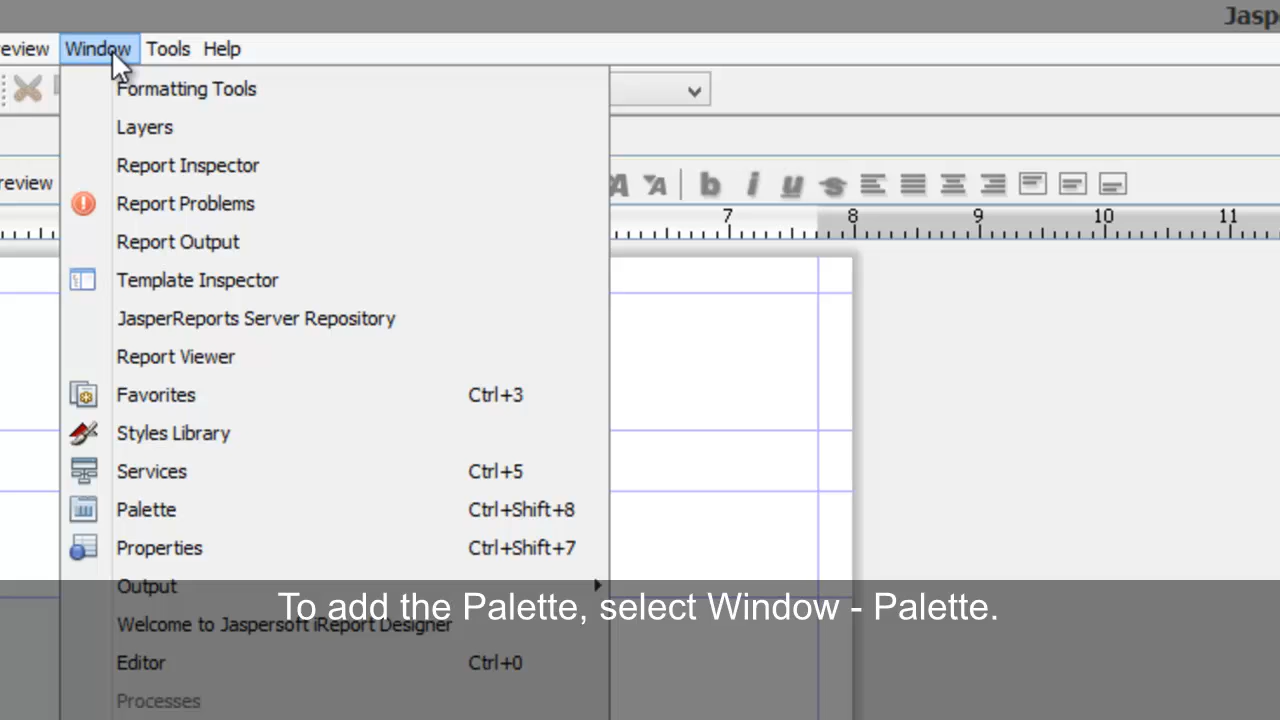 Jasp
eview Window Tools Help
Formatting Tools
Layers
Report Inspector
review
Report Problems
7 8 9 10 11
Report Output
Template Inspector
JasperReports Server Repository
Report Viewer
Favorites Ctrl+3
Styles Library
Services Ctrl+5
Palette Ctrl+Shift+8
Properties Ctrl+Shift+7
Output
To add the Palette, select Window - Palette.
Welcome to Jaspersoft iReport Designer
Editor Ctrl+0
Processes